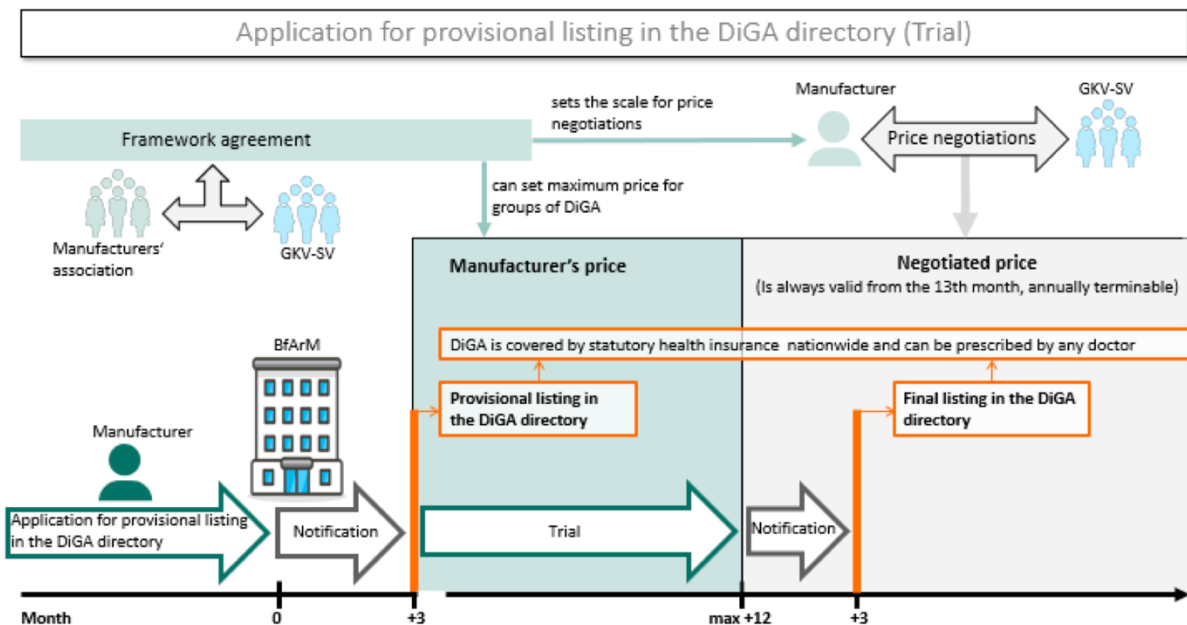 Application for provisional listing in the DiGA directory (Trial)
Manufacturer
GKV-SV
sets the scale for price
negotiations
Framework agreement
Price negotiations
can set maximum price for
groups of DiGA
Manufacturers‘
association
GKV-SV
Manufacturer's price
Negotiated price
(Is always valid from the 13th month, annually terminable)
BfArM
DiGA is covered by statutory health insurance nationwide and can be prescribed by any doctor
Provisional listing in
the DiGA directory
Final listing in the DiGA
directory
Manufacturer
Application for provisional listing
in the DiGA directory
Notification
Trial
Notification
Month
0
+3
max +12
+3